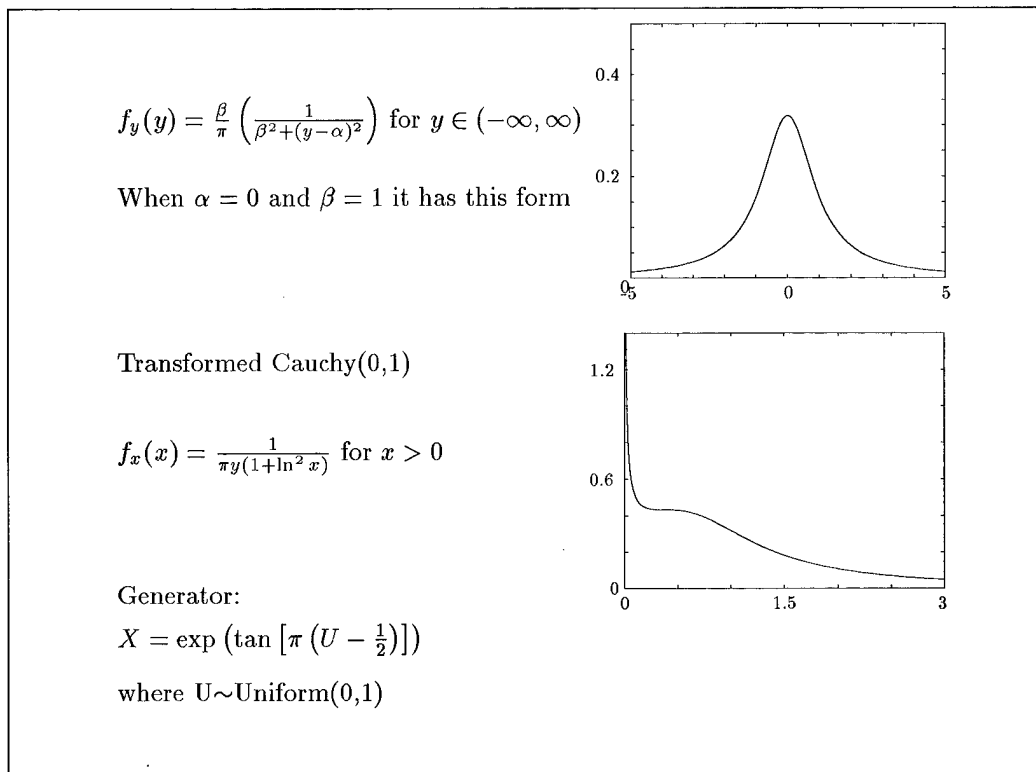 f_y(y) = β/π (1/(β²+(y−α)²)) for y ∈ (−∞, ∞)
When α = 0 and β = 1 it has this form
0.4
0.2
0
-5
0
5
Transformed Cauchy(0,1)
f_x(x) = 1/(πy(1+ln² x)) for x > 0
1.2
0.6
0
0
1.5
3
Generator:
X = exp (tan [π (U − 1/2)])
where U~Uniform(0,1)